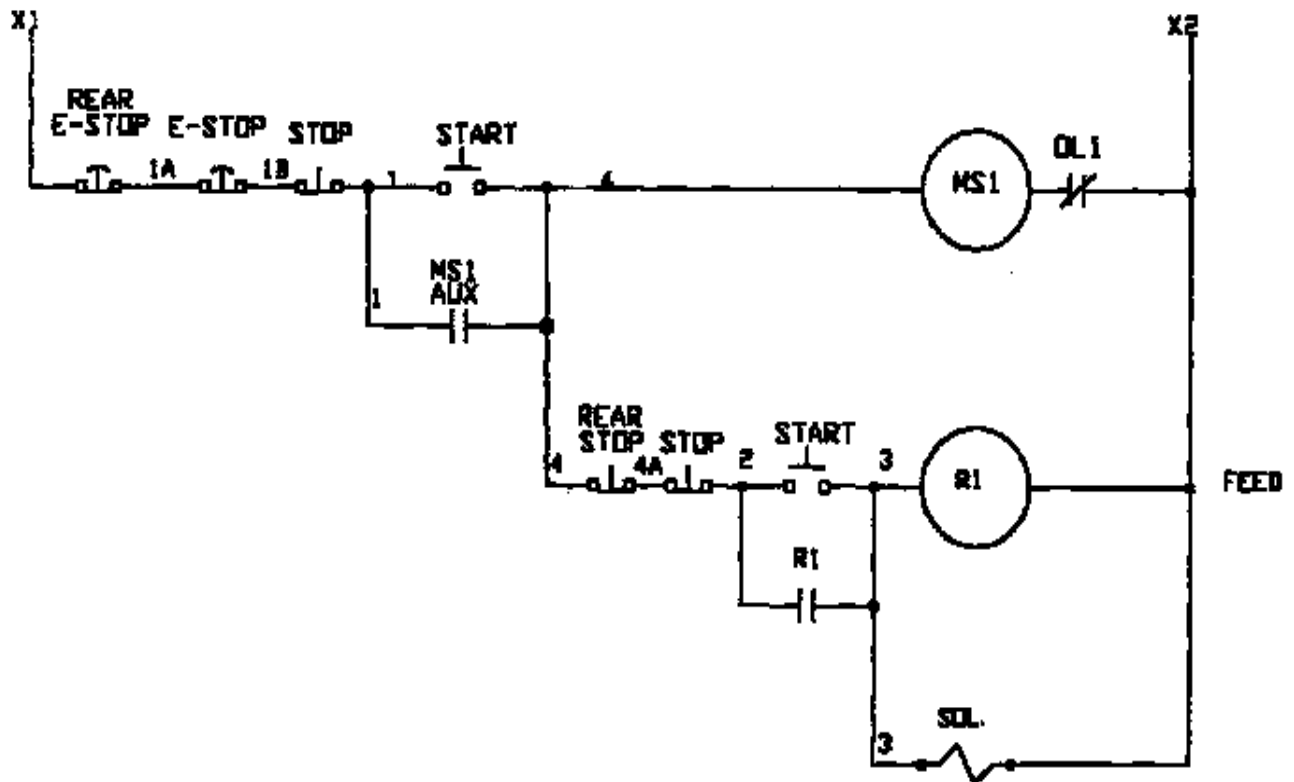 X1
X2
REAR
E-STOP E-STOP STOP
START
OL1
1A
1B
1
4
MS1
MS1
AUX
1
REAR
STOP STOP
START
4
4A
2
3
R1
FEED
R1
SOL.
3